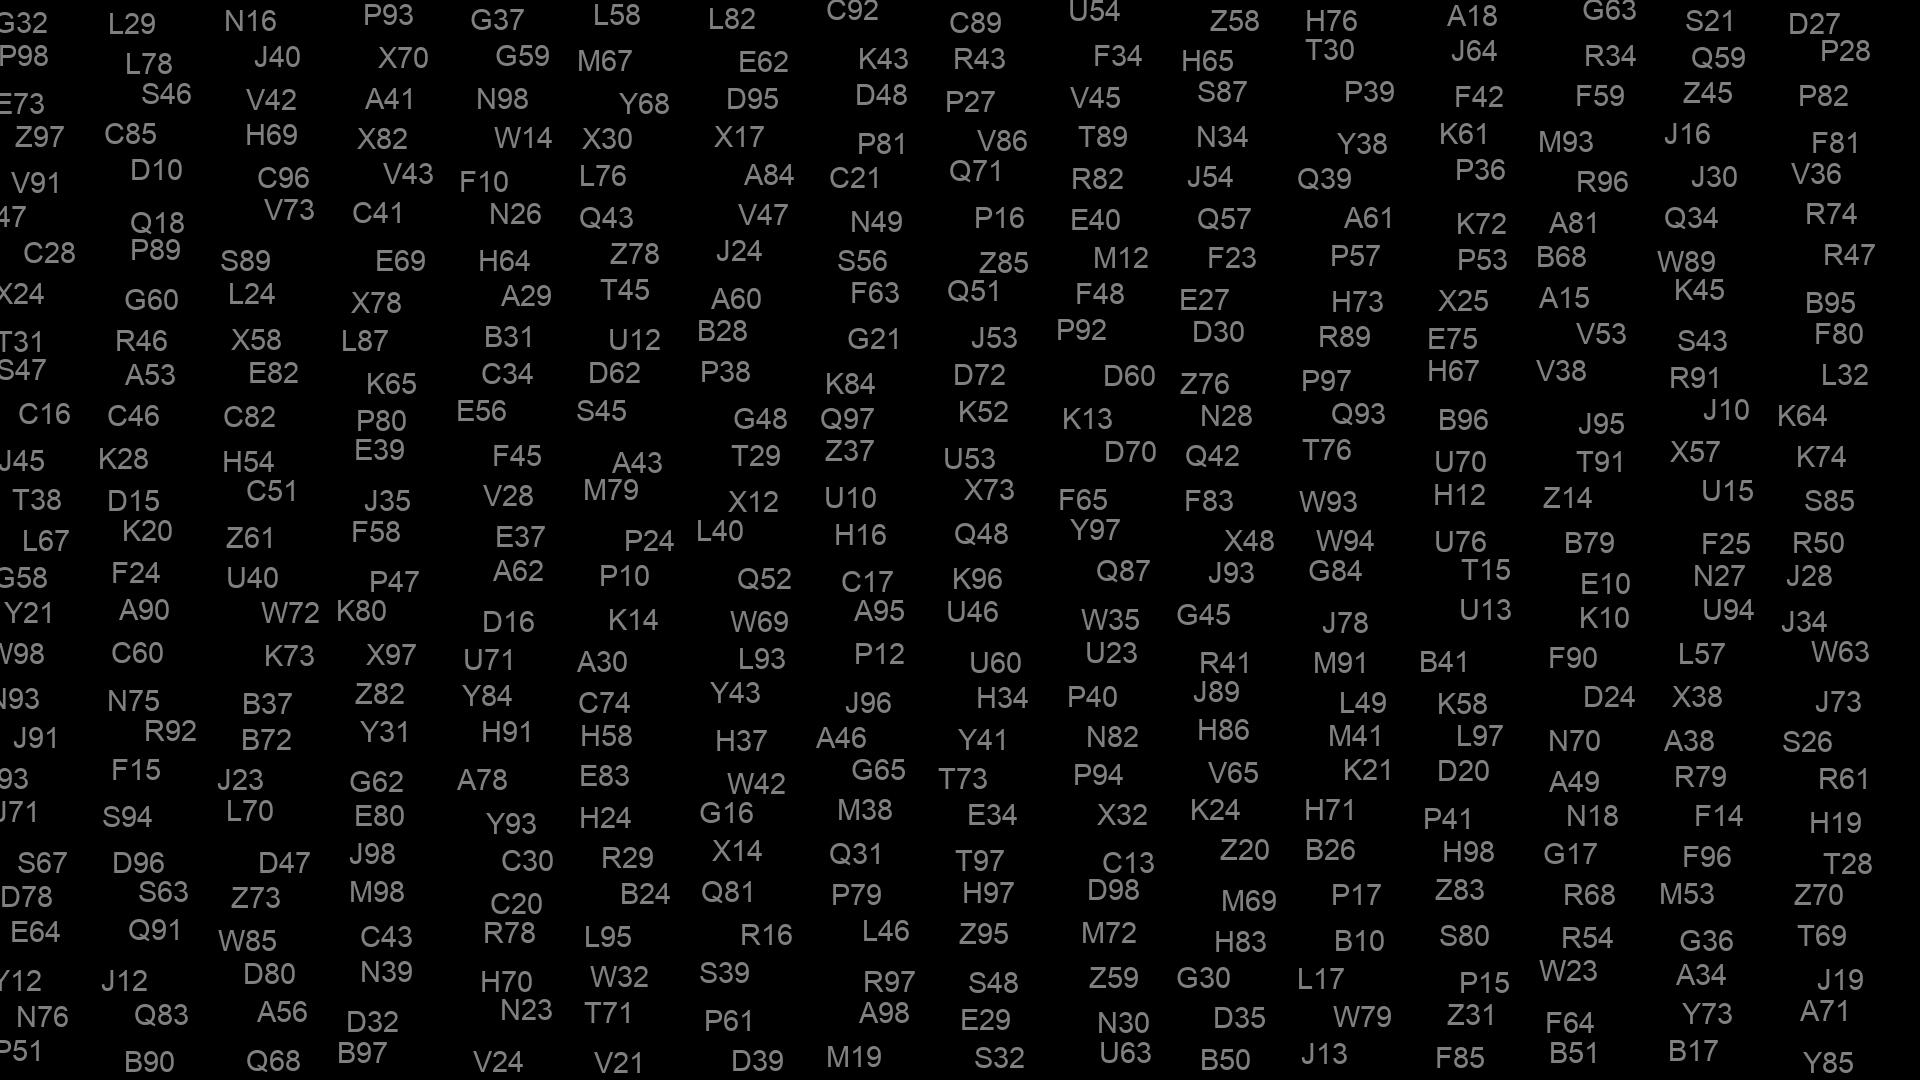 G32 L29 N16 P93 G37 L58 L82 C92 C89 U54 Z58 H76 A18 G63 S21 D27
P98 L78 J40 X70 G59 M67 E62 K43 R43 F34 H65 T30 J64 R34 Q59 P28
E73 S46 V42 A41 N98 Y68 D95 D48 P27 V45 S87 P39 F42 F59 Z45 P82
Z97 C85 H69 X82 W14 X30 X17 P81 V86 T89 N34 Y38 K61 M93 J16 F81
V91 D10 C96 V43 F10 L76 A84 C21 Q71 R82 J54 Q39 P36 R96 J30 V36
47 Q18 V73 C41 N26 Q43 V47 N49 P16 E40 Q57 A61 K72 A81 Q34 R74
C28 P89 S89 E69 H64 Z78 J24 S56 Z85 M12 F23 P57 P53 B68 W89 R47
X24 G60 L24 X78 A29 T45 A60 F63 Q51 F48 E27 H73 X25 A15 K45 B95
T31 R46 X58 L87 B31 U12 B28 G21 J53 P92 D30 R89 E75 V53 S43 F80
S47 A53 E82 K65 C34 D62 P38 K84 D72 D60 Z76 P97 H67 V38 R91 L32
C16 C46 C82 P80 E56 S45 G48 Q97 K52 K13 N28 Q93 B96 J95 J10 K64
J45 K28 H54 E39 F45 A43 T29 Z37 U53 D70 Q42 T76 U70 T91 X57 K74
T38 D15 C51 J35 V28 M79 X12 U10 X73 F65 F83 W93 H12 Z14 U15 S85
L67 K20 Z61 F58 E37 P24 L40 H16 Q48 Y97 X48 W94 U76 B79 F25 R50
G58 F24 U40 P47 A62 P10 Q52 C17 K96 Q87 J93 G84 T15 E10 N27 J28
Y21 A90 W72 K80 D16 K14 W69 A95 U46 W35 G45 J78 U13 K10 U94 J34
W98 C60 K73 X97 U71 A30 L93 P12 U60 U23 R41 M91 B41 F90 L57 W63
N93 N75 B37 Z82 Y84 C74 Y43 J96 H34 P40 J89 L49 K58 D24 X38 J73
J91 R92 B72 Y31 H91 H58 H37 A46 Y41 N82 H86 M41 L97 N70 A38 S26
93 F15 J23 G62 A78 E83 W42 G65 T73 P94 V65 K21 D20 A49 R79 R61
J71 S94 L70 E80 Y93 H24 G16 M38 E34 X32 K24 H71 P41 N18 F14 H19
S67 D96 D47 J98 C30 R29 X14 Q31 T97 C13 Z20 B26 H98 G17 F96 T28
D78 S63 Z73 M98 C20 B24 Q81 P79 H97 D98 M69 P17 Z83 R68 M53 Z70
E64 Q91 W85 C43 R78 L95 R16 L46 Z95 M72 H83 B10 S80 R54 G36 T69
Y12 J12 D80 N39 H70 W32 S39 R97 S48 Z59 G30 L17 P15 W23 A34 J19
N76 Q83 A56 D32 N23 T71 P61 A98 E29 N30 D35 W79 Z31 F64 Y73 A71
P51 B90 Q68 B97 V24 V21 D39 M19 S32 U63 B50 J13 F85 B51 B17 Y85